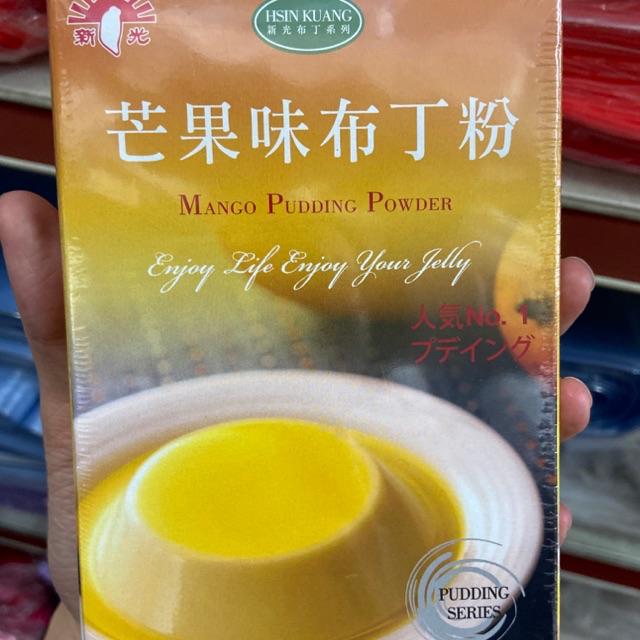 新光
HSIN KUANG
新光布丁系列
芒果味布丁粉
MANGO PUDDING POWDER
Enjoy Life Enjoy Your Jelly
人気No. 1
プデイング
PUDDING
SERIES